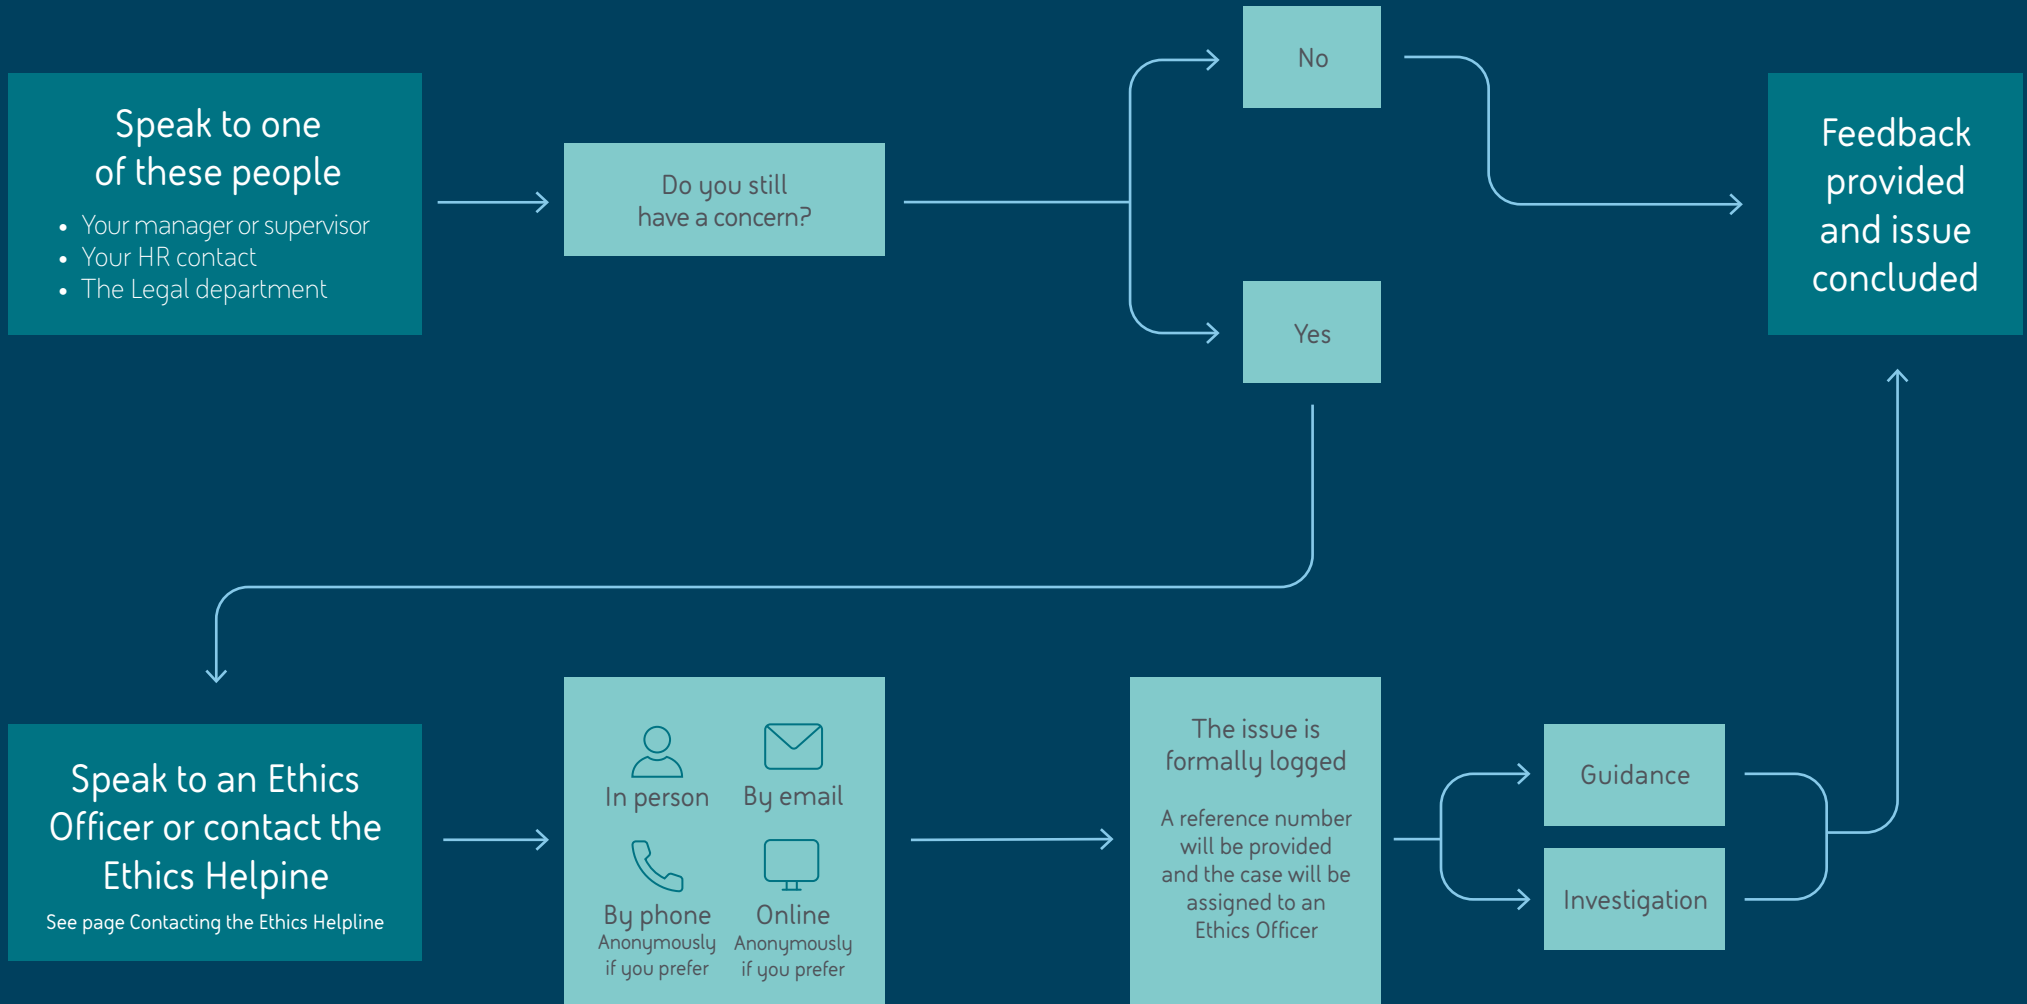 Speak to one
of these people
• Your manager or supervisor
• Your HR contact
• The Legal department
Do you still
have a concern?
No
Yes
Feedback
provided
and issue
concluded
Speak to an Ethics
Officer or contact the
Ethics Helpine
See page Contacting the Ethics Helpline
In person
By email
By phone
Anonymously
if you prefer
Online
Anonymously
if you prefer
The issue is
formally logged
A reference number
will be provided
and the case will be
assigned to an
Ethics Officer
Guidance
Investigation